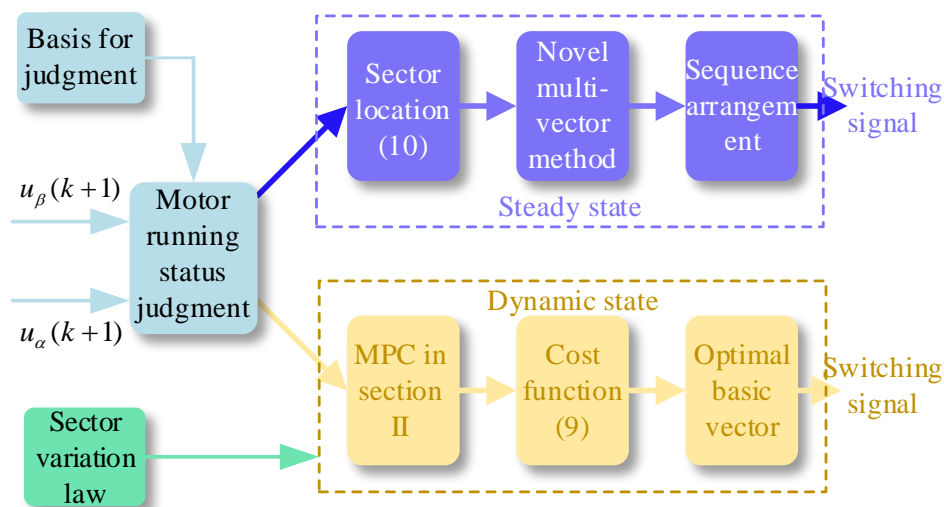 Basis for
judgment
u_β(k+1)
u_α(k+1)
Motor
running
status
judgment
Sector
variation
law
Sector
location
(10)
Novel
multi-
vector
method
Sequence
arrangem
ent
Steady state
Switching
signal
Dynamic state
MPC in
section
II
Cost
function
(9)
Optimal
basic
vector
Switching
signal